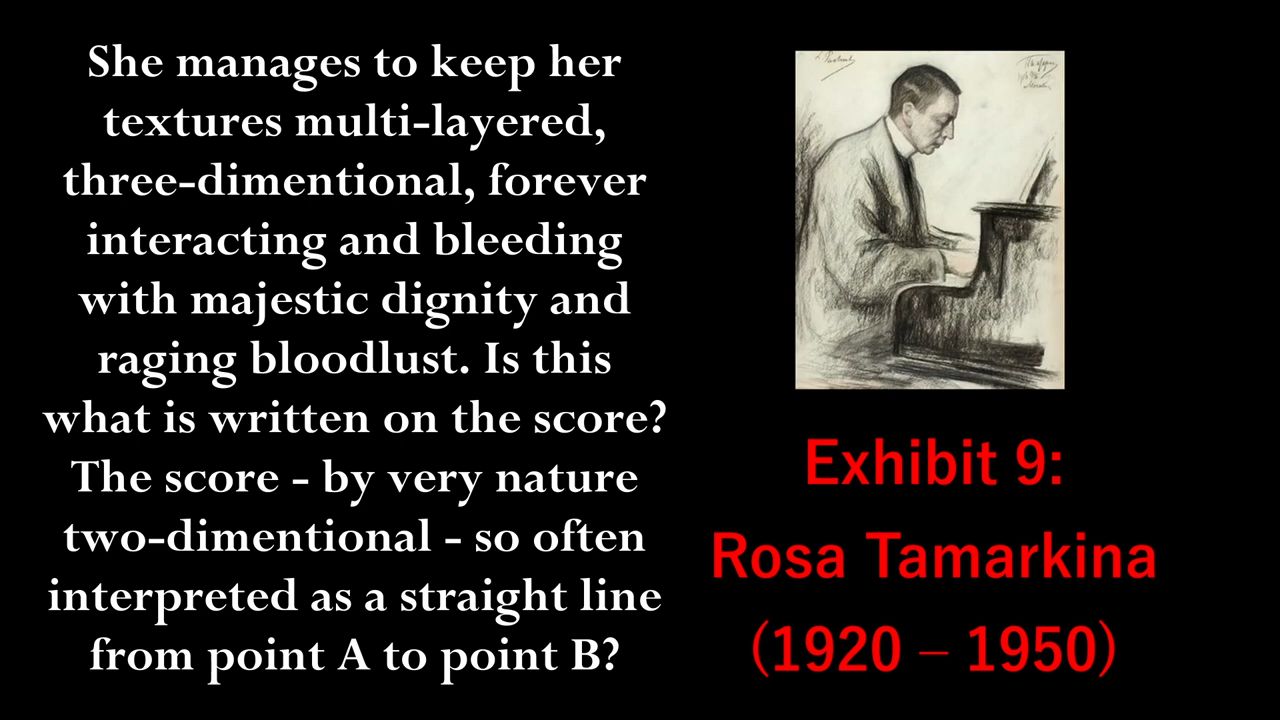 She manages to keep her
textures multi-layered,
three-dimentional, forever
interacting and bleeding
with majestic dignity and
raging bloodlust. Is this
what is written on the score?
The score - by very nature
two-dimentional - so often
interpreted as a straight line
from point A to point B?
Exhibit 9:
Rosa Tamarkina
(1920 – 1950)